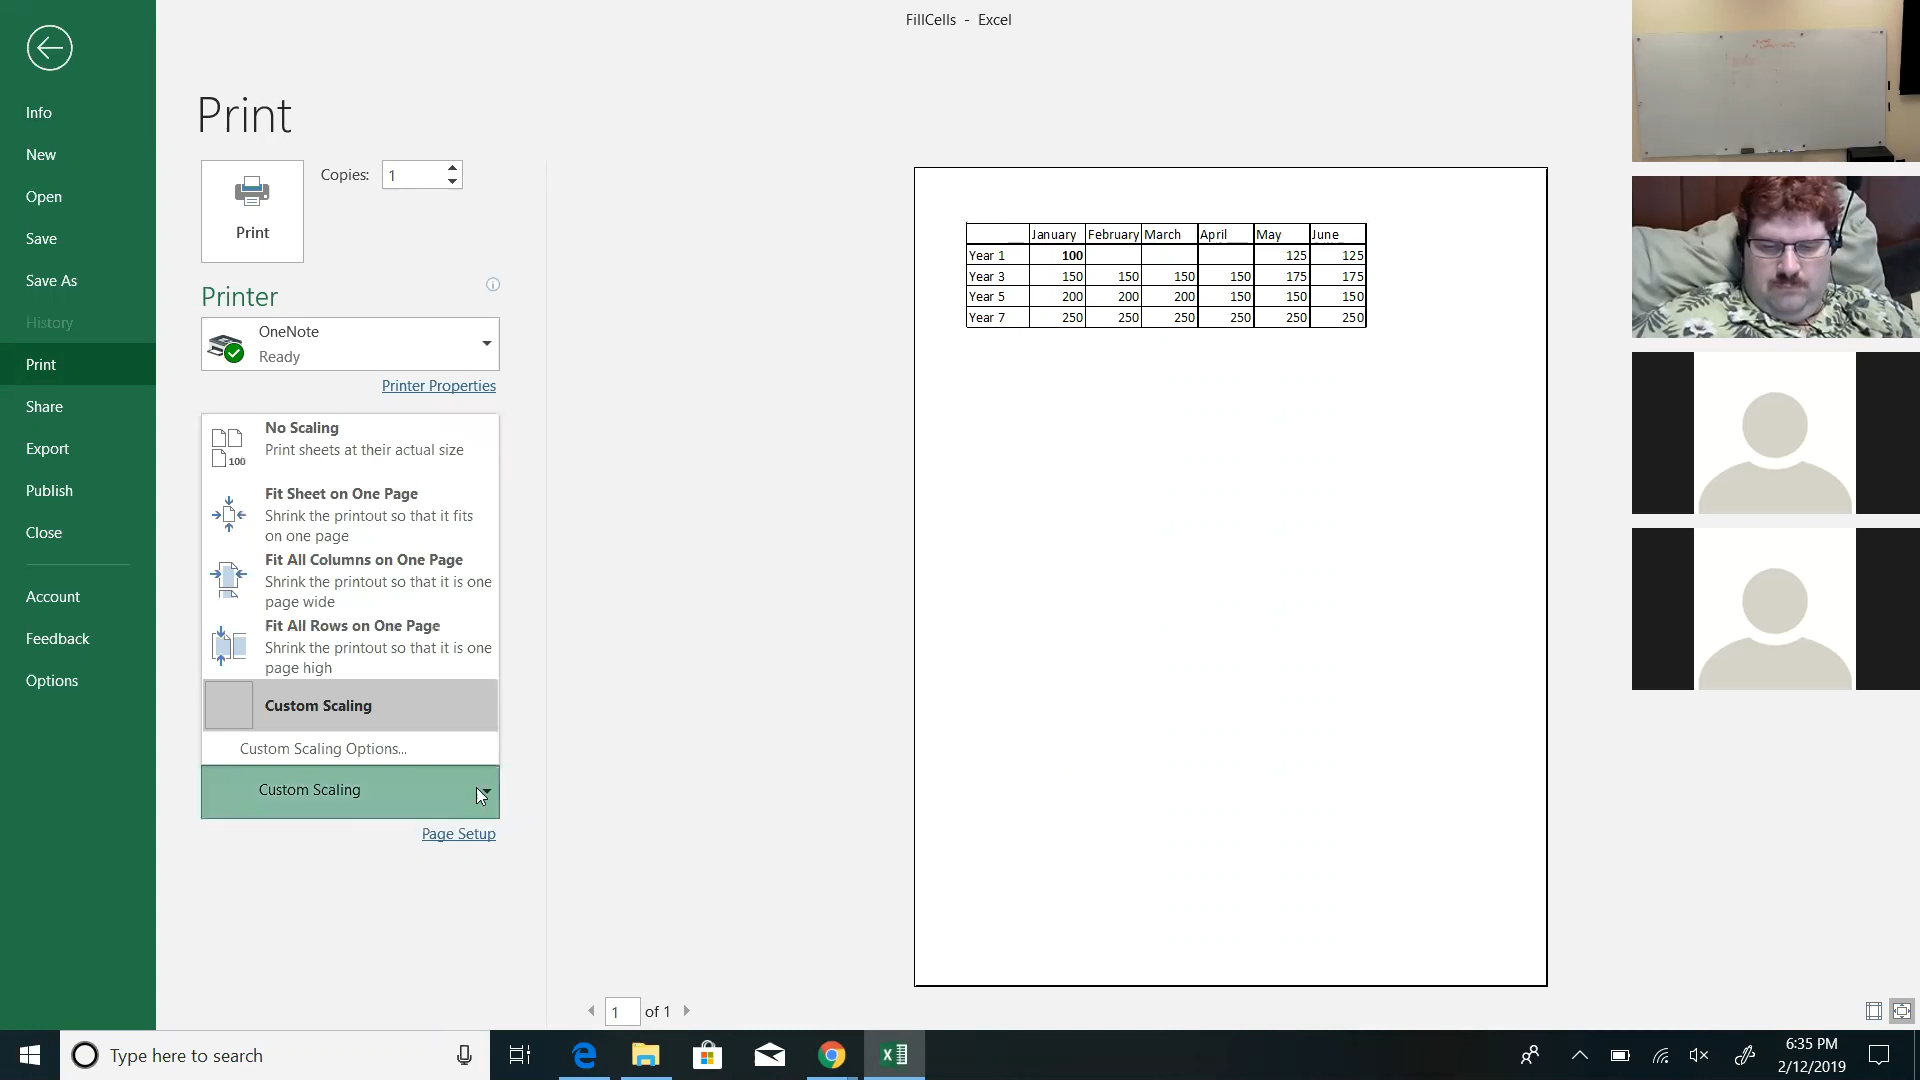 FillCells - Excel
Info
New
Open
Save
Save As
History
Print
Share
Export
Publish
Close
Account
Feedback
Options
Print
Print
Copies: 1
Printer
OneNote
Ready
Printer Properties
No Scaling
Print sheets at their actual size
100
Fit Sheet on One Page
Shrink the printout so that it fits
on one page
Fit All Columns on One Page
Shrink the printout so that it is one
page wide
Fit All Rows on One Page
Shrink the printout so that it is one
page high
Custom Scaling
Custom Scaling Options...
Custom Scaling
Page Setup
January February March April May June
Year 1 100 125 125
Year 3 150 150 150 150 175 175
Year 5 200 200 200 150 150 150
Year 7 250 250 250 250 250 250
1 of 1
Type here to search
6:35 PM
2/12/2019